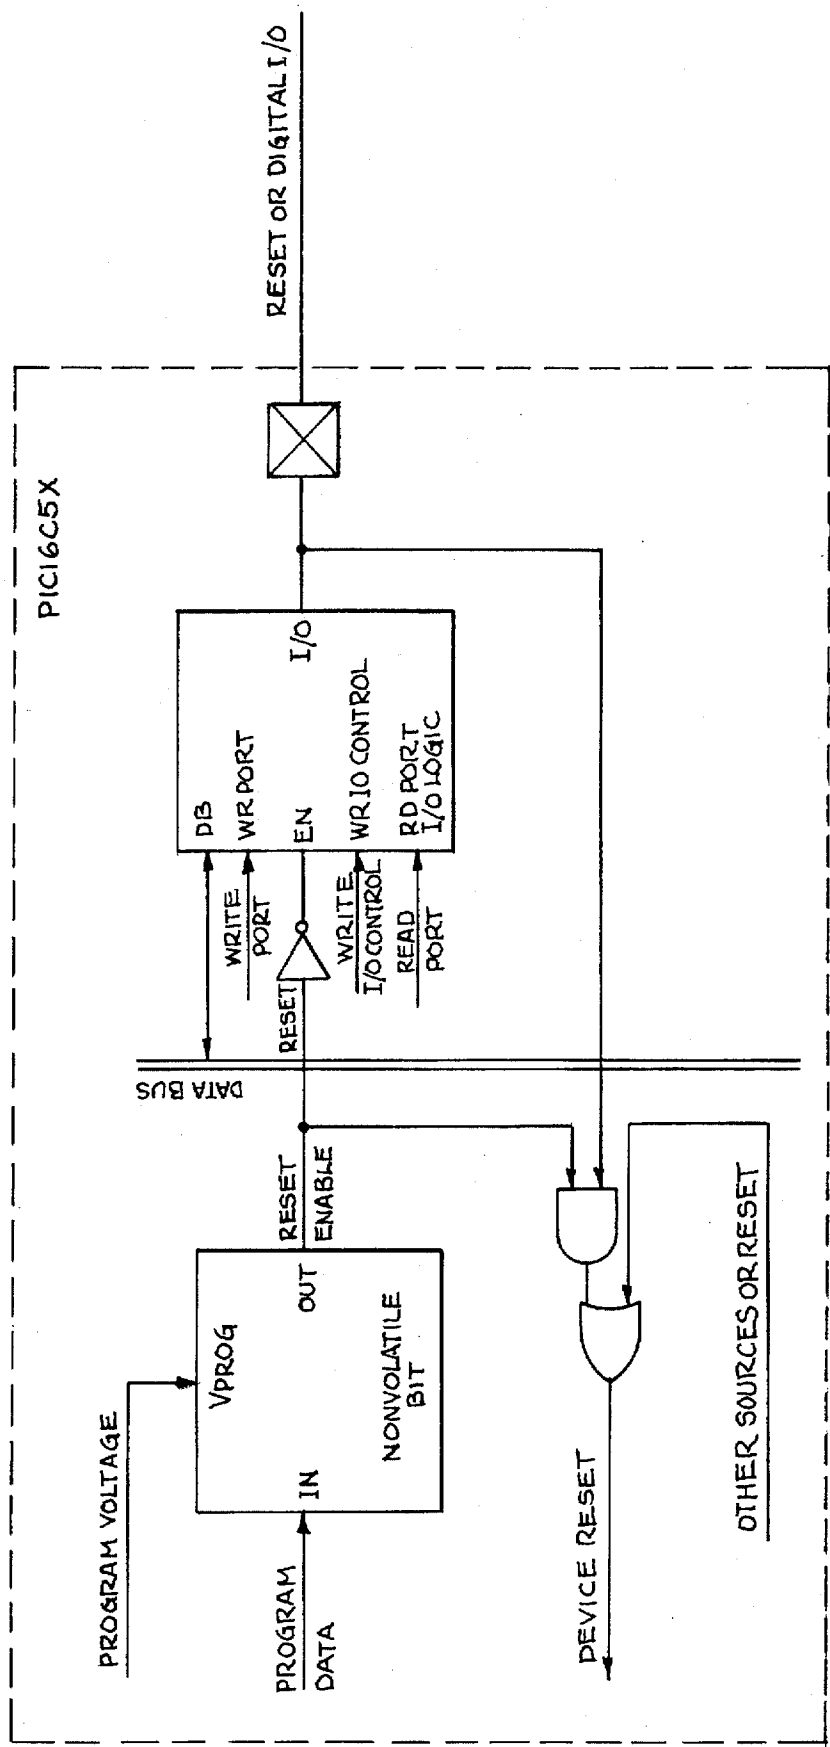 PIC16C5X
RESET OR DIGITAL I/O
PROGRAM VOLTAGE
VPROG
PROGRAM
DATA
IN
OUT
NONVOLATILE
BIT
RESET
ENABLE
DATA BUS
RESET
WRITE
PORT
WRITE
I/O CONTROL
READ
PORT
DB
WR PORT
EN
WR IO CONTROL
RD PORT
I/O LOGIC
I/O
DEVICE RESET
OTHER SOURCES OR RESET